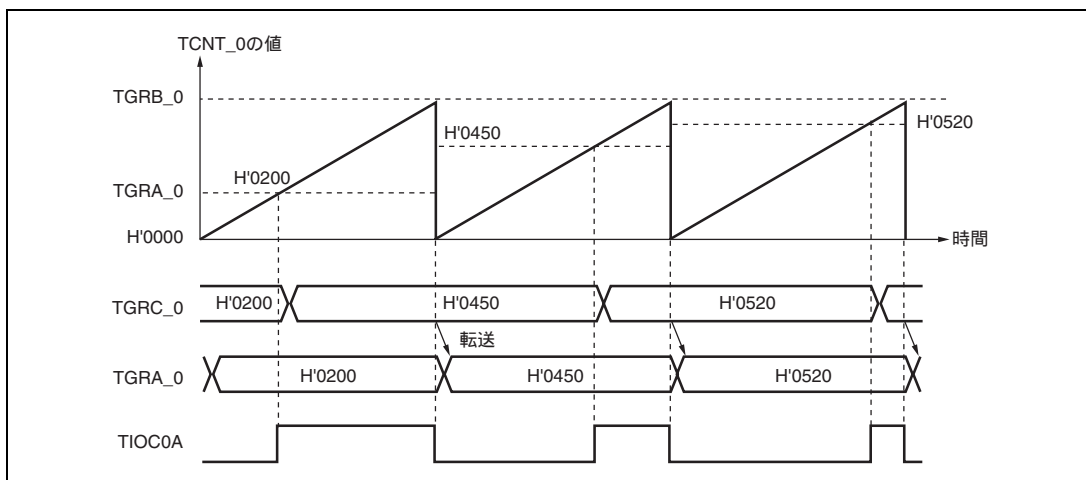 TCNT_0の値
TGRB_0
H'0520
H'0450
TGRA_0
H'0200
H'0000
時間
TGRC_0
H'0200
H'0450
H'0520
転送
TGRA_0
H'0200
H'0450
H'0520
TIOC0A